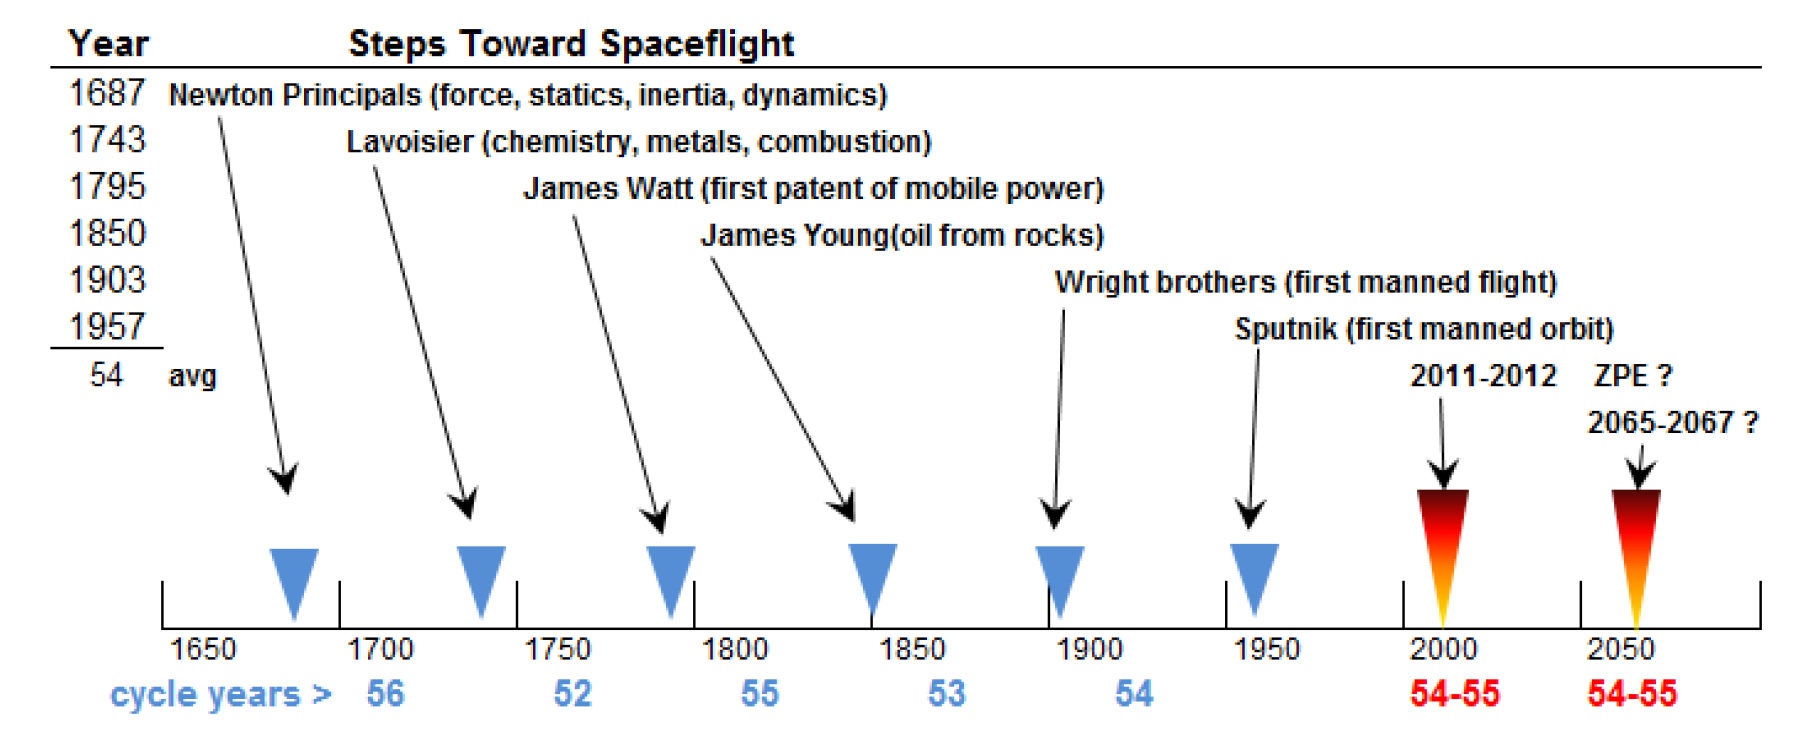 Year Steps Toward Spaceflight
1687 Newton Principals (force, statics, inertia, dynamics)
1743 Lavoisier (chemistry, metals, combustion)
1795 James Watt (first patent of mobile power)
1850 James Young(oil from rocks)
1903 Wright brothers (first manned flight)
1957 Sputnik (first manned orbit)
54 avg 2011-2012 ZPE ?
2065-2067 ?
1650 1700 1750 1800 1850 1900 1950 2000 2050
cycle years > 56 52 55 53 54 54-55 54-55